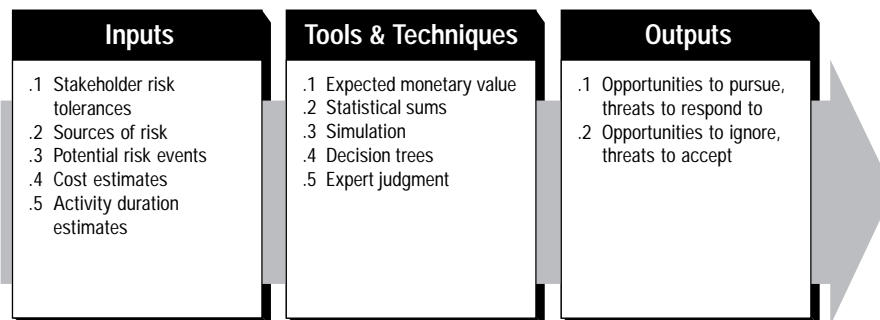 Inputs
.1 Stakeholder risk
tolerances
.2 Sources of risk
.3 Potential risk events
.4 Cost estimates
.5 Activity duration
estimates
Tools & Techniques
.1 Expected monetary value
.2 Statistical sums
.3 Simulation
.4 Decision trees
.5 Expert judgment
Outputs
.1 Opportunities to pursue,
threats to respond to
.2 Opportunities to ignore,
threats to accept